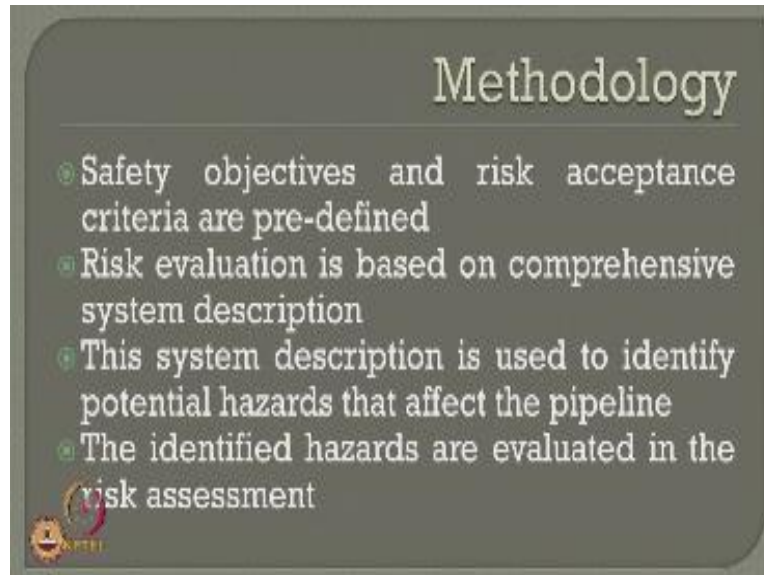 Methodology
Safety objectives and risk acceptance
criteria are pre-defined
Risk evaluation is based on comprehensive
system description
This system description is used to identify
potential hazards that affect the pipeline
The identified hazards are evaluated in the
risk assessment
NPTEL